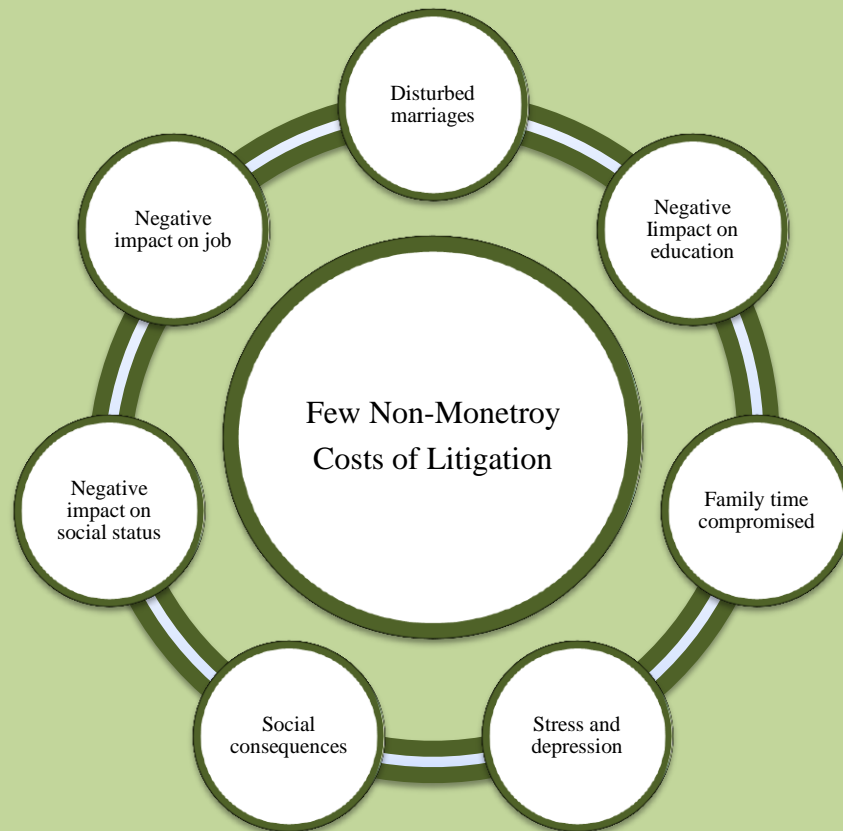 Disturbed
marriages
Negative
Iimpact on
education
Family time
compromised
Stress and
depression
Social
consequences
Negative
impact on
social status
Negative
impact on job
Few Non-Monetroy
Costs of Litigation